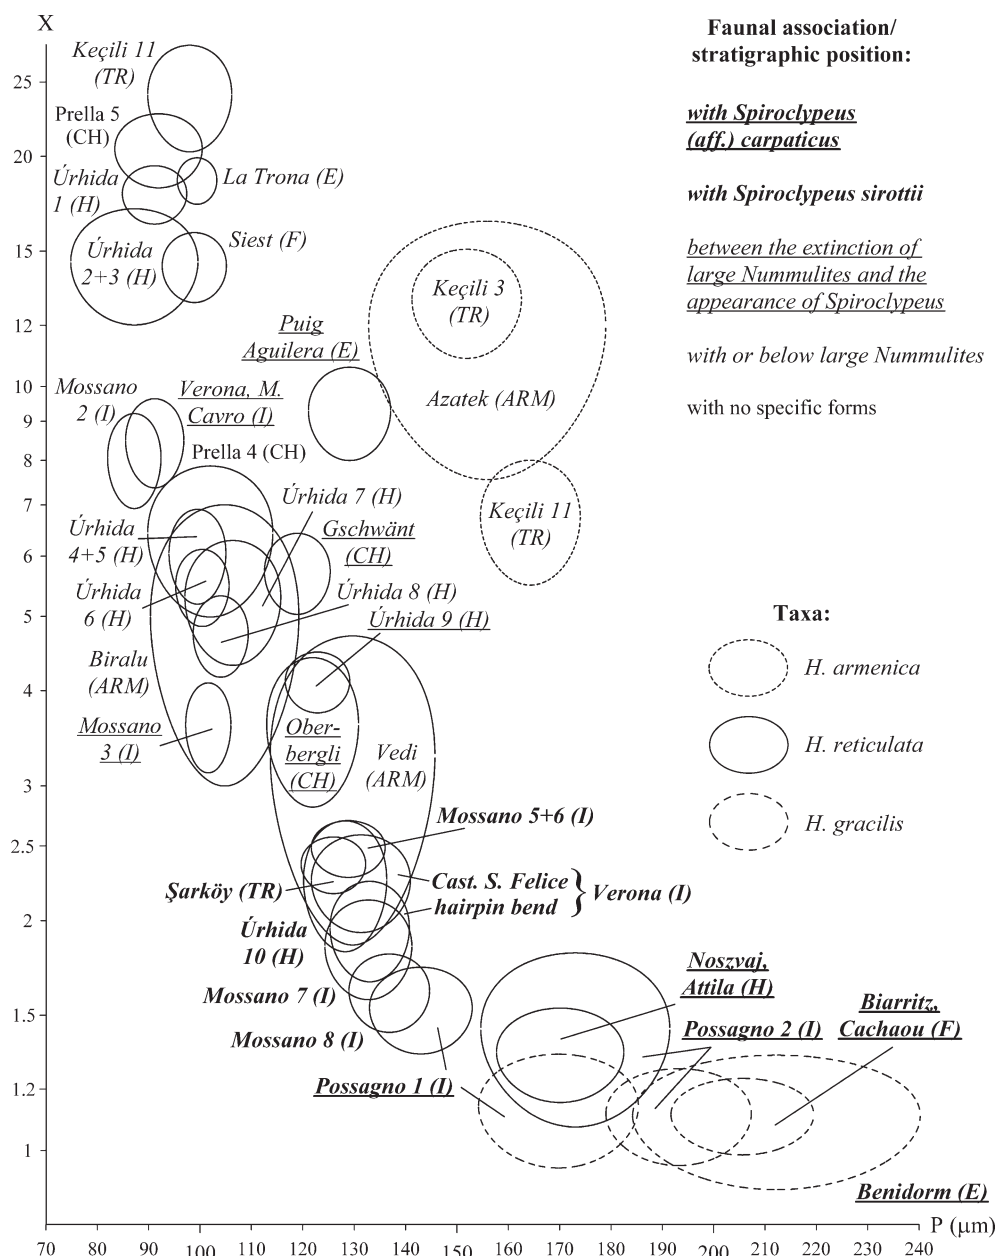 X
Keçili 11
(TR)
25
Prella 5
(CH)
20
Úrhida
1 (H)
La Trona (E)
Siest (F)
15
Úrhida
2+3 (H)
Keçili 3
(TR)
12
Puig
Aguilera (E)
10
Mossano
2 (I)
Verona, M.
Cavro (I)
Azatek (ARM)
9
8
Prella 4 (CH)
Úrhida 7 (H)
7
Keçili 11
(TR)
Úrhida
4+5 (H)
Gschwänt
(CH)
6
Úrhida
6 (H)
Úrhida 8 (H)
Úrhida 9 (H)
5
Biralu
(ARM)
4
Mossano
3 (I)
Ober-
bergli
(CH)
Vedi
(ARM)
3
Mossano 5+6 (I)
2.5
Şarköy (TR)
Cast. S. Felice
hairpin bend
} Verona (I)
2
Úrhida
10 (H)
Mossano 7 (I)
1.5
Mossano 8 (I)
Possagno 1 (I)
Noszvaj,
Attila (H)
Possagno 2 (I)
Biarritz,
Cachaou (F)
1.2
1
Benidorm (E)
70 80 90 100 110 120 130 140 150 160 170 180 190 200 210 220 230 240
P (μm)
Faunal association/
stratigraphic position:
with Spiroclypeus
(aff.) carpaticus
with Spiroclypeus sirottii
between the extinction of
large Nummulites and the
appearance of Spiroclypeus
with or below large Nummulites
with no specific forms
Taxa:
H. armenica
H. reticulata
H. gracilis